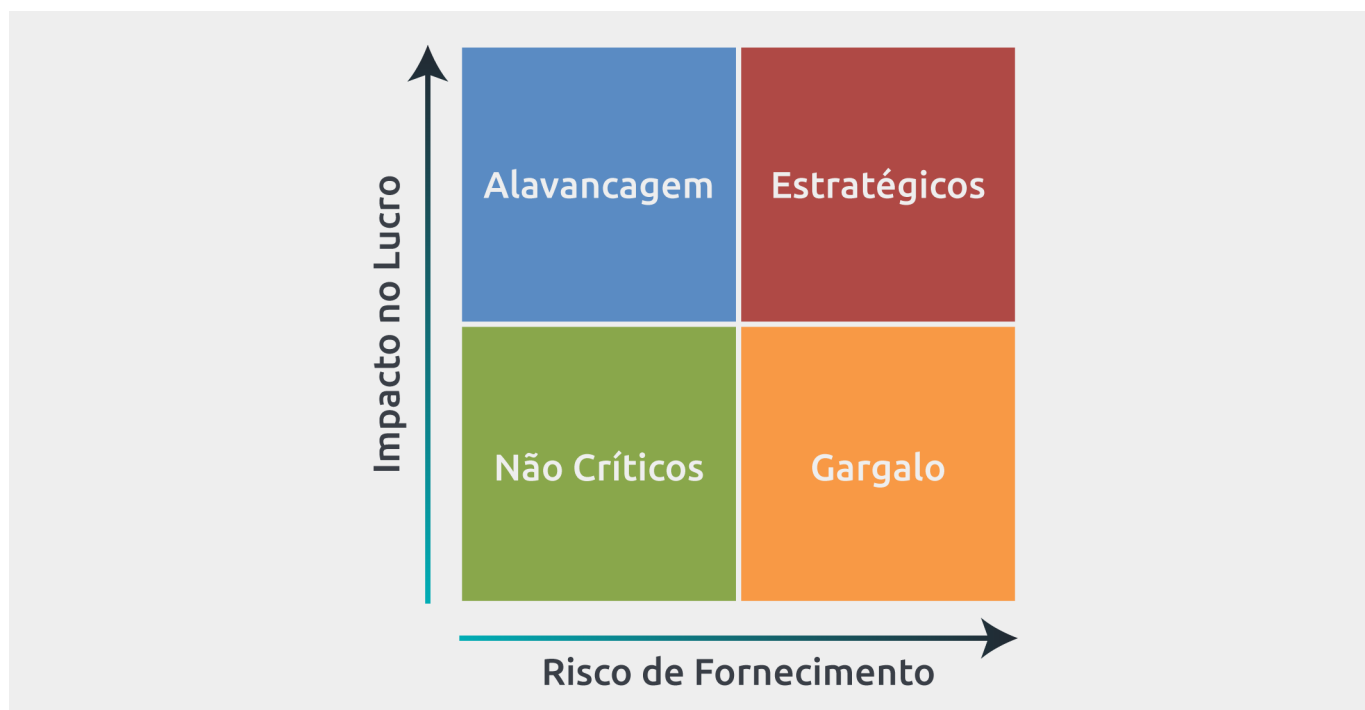 Impacto no Lucro
Alavancagem
Estratégicos
Não Críticos
Gargalo
Risco de Fornecimento